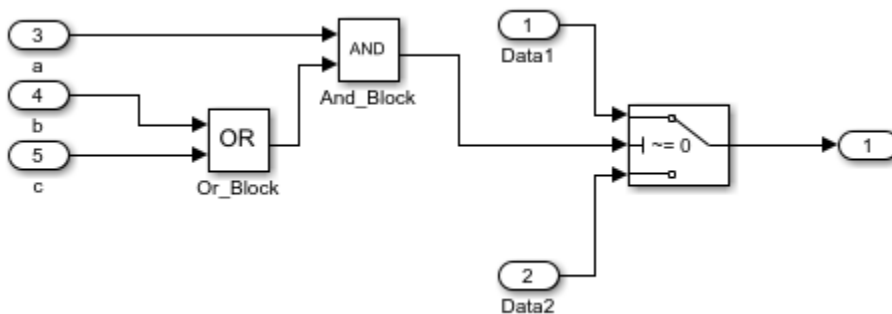 3
a
4
b
5
c
OR
Or_Block
AND
And_Block
1
Data1
~= 0
2
Data2
1